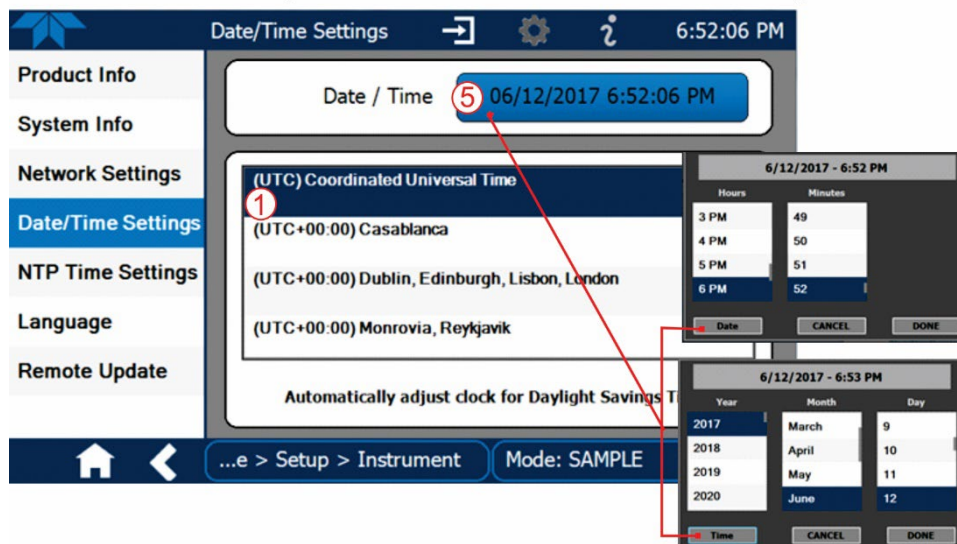 Date/Time Settings
6:52:06 PM
Product Info
System Info
Network Settings
Date/Time Settings
NTP Time Settings
Language
Remote Update
Date / Time
5
06/12/2017 6:52:06 PM
(UTC) Coordinated Universal Time
1
(UTC+00:00) Casablanca
(UTC+00:00) Dublin, Edinburgh, Lisbon, London
(UTC+00:00) Monrovia, Reykjavik
Automatically adjust clock for Daylight Savings T
...e > Setup > Instrument
Mode: SAMPLE
6/12/2017 - 6:52 PM
Hours Minutes
3 PM 49
4 PM 50
5 PM 51
6 PM 52
Date CANCEL DONE
6/12/2017 - 6:53 PM
Year Month Day
2017 March 9
2018 April 10
2019 May 11
2020 June 12
Time CANCEL DONE